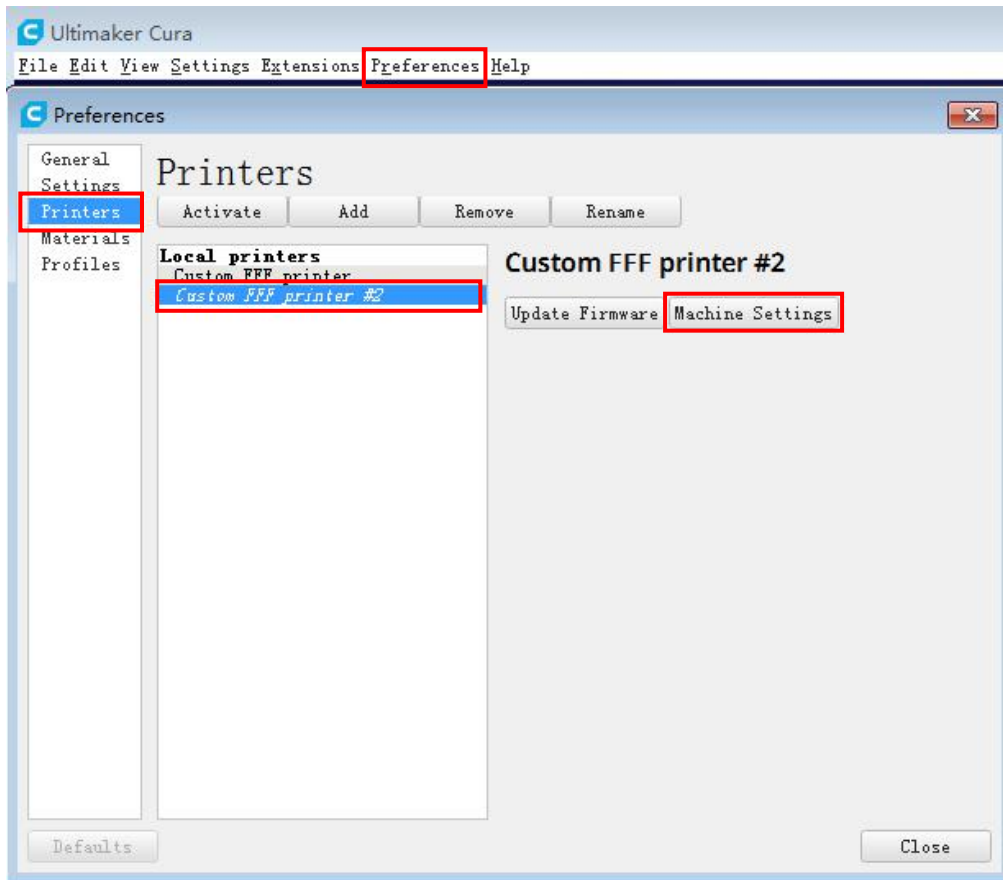 Ultimaker Cura
File Edit View Settings Extensions Preferences Help
Preferences
General
Settings
Printers
Materials
Profiles
Printers
Activate Add Remove Rename
Local printers
Custom FFF printer
Custom FFF printer #2
Custom FFF printer #2
Update Firmware Machine Settings
Defaults
Close